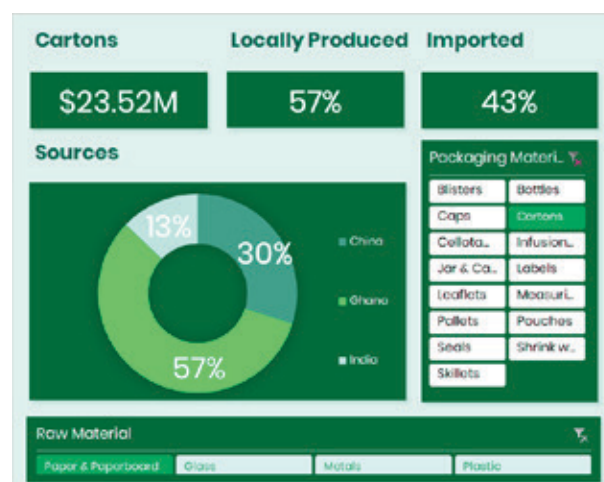 Cartons
Locally Produced
Imported
$23.52M
57%
43%
Sources
13%
30%
57%
China
Ghana
India
Packaging Materi...
Blisters
Bottles
Caps
Cartons
Cellota...
Infusion...
Jar & Ca...
Labels
Leaflets
Measuri...
Pallets
Pouches
Seals
Shrink w...
Skillets
Raw Material
Paper & Paperboard
Glass
Metals
Plastic